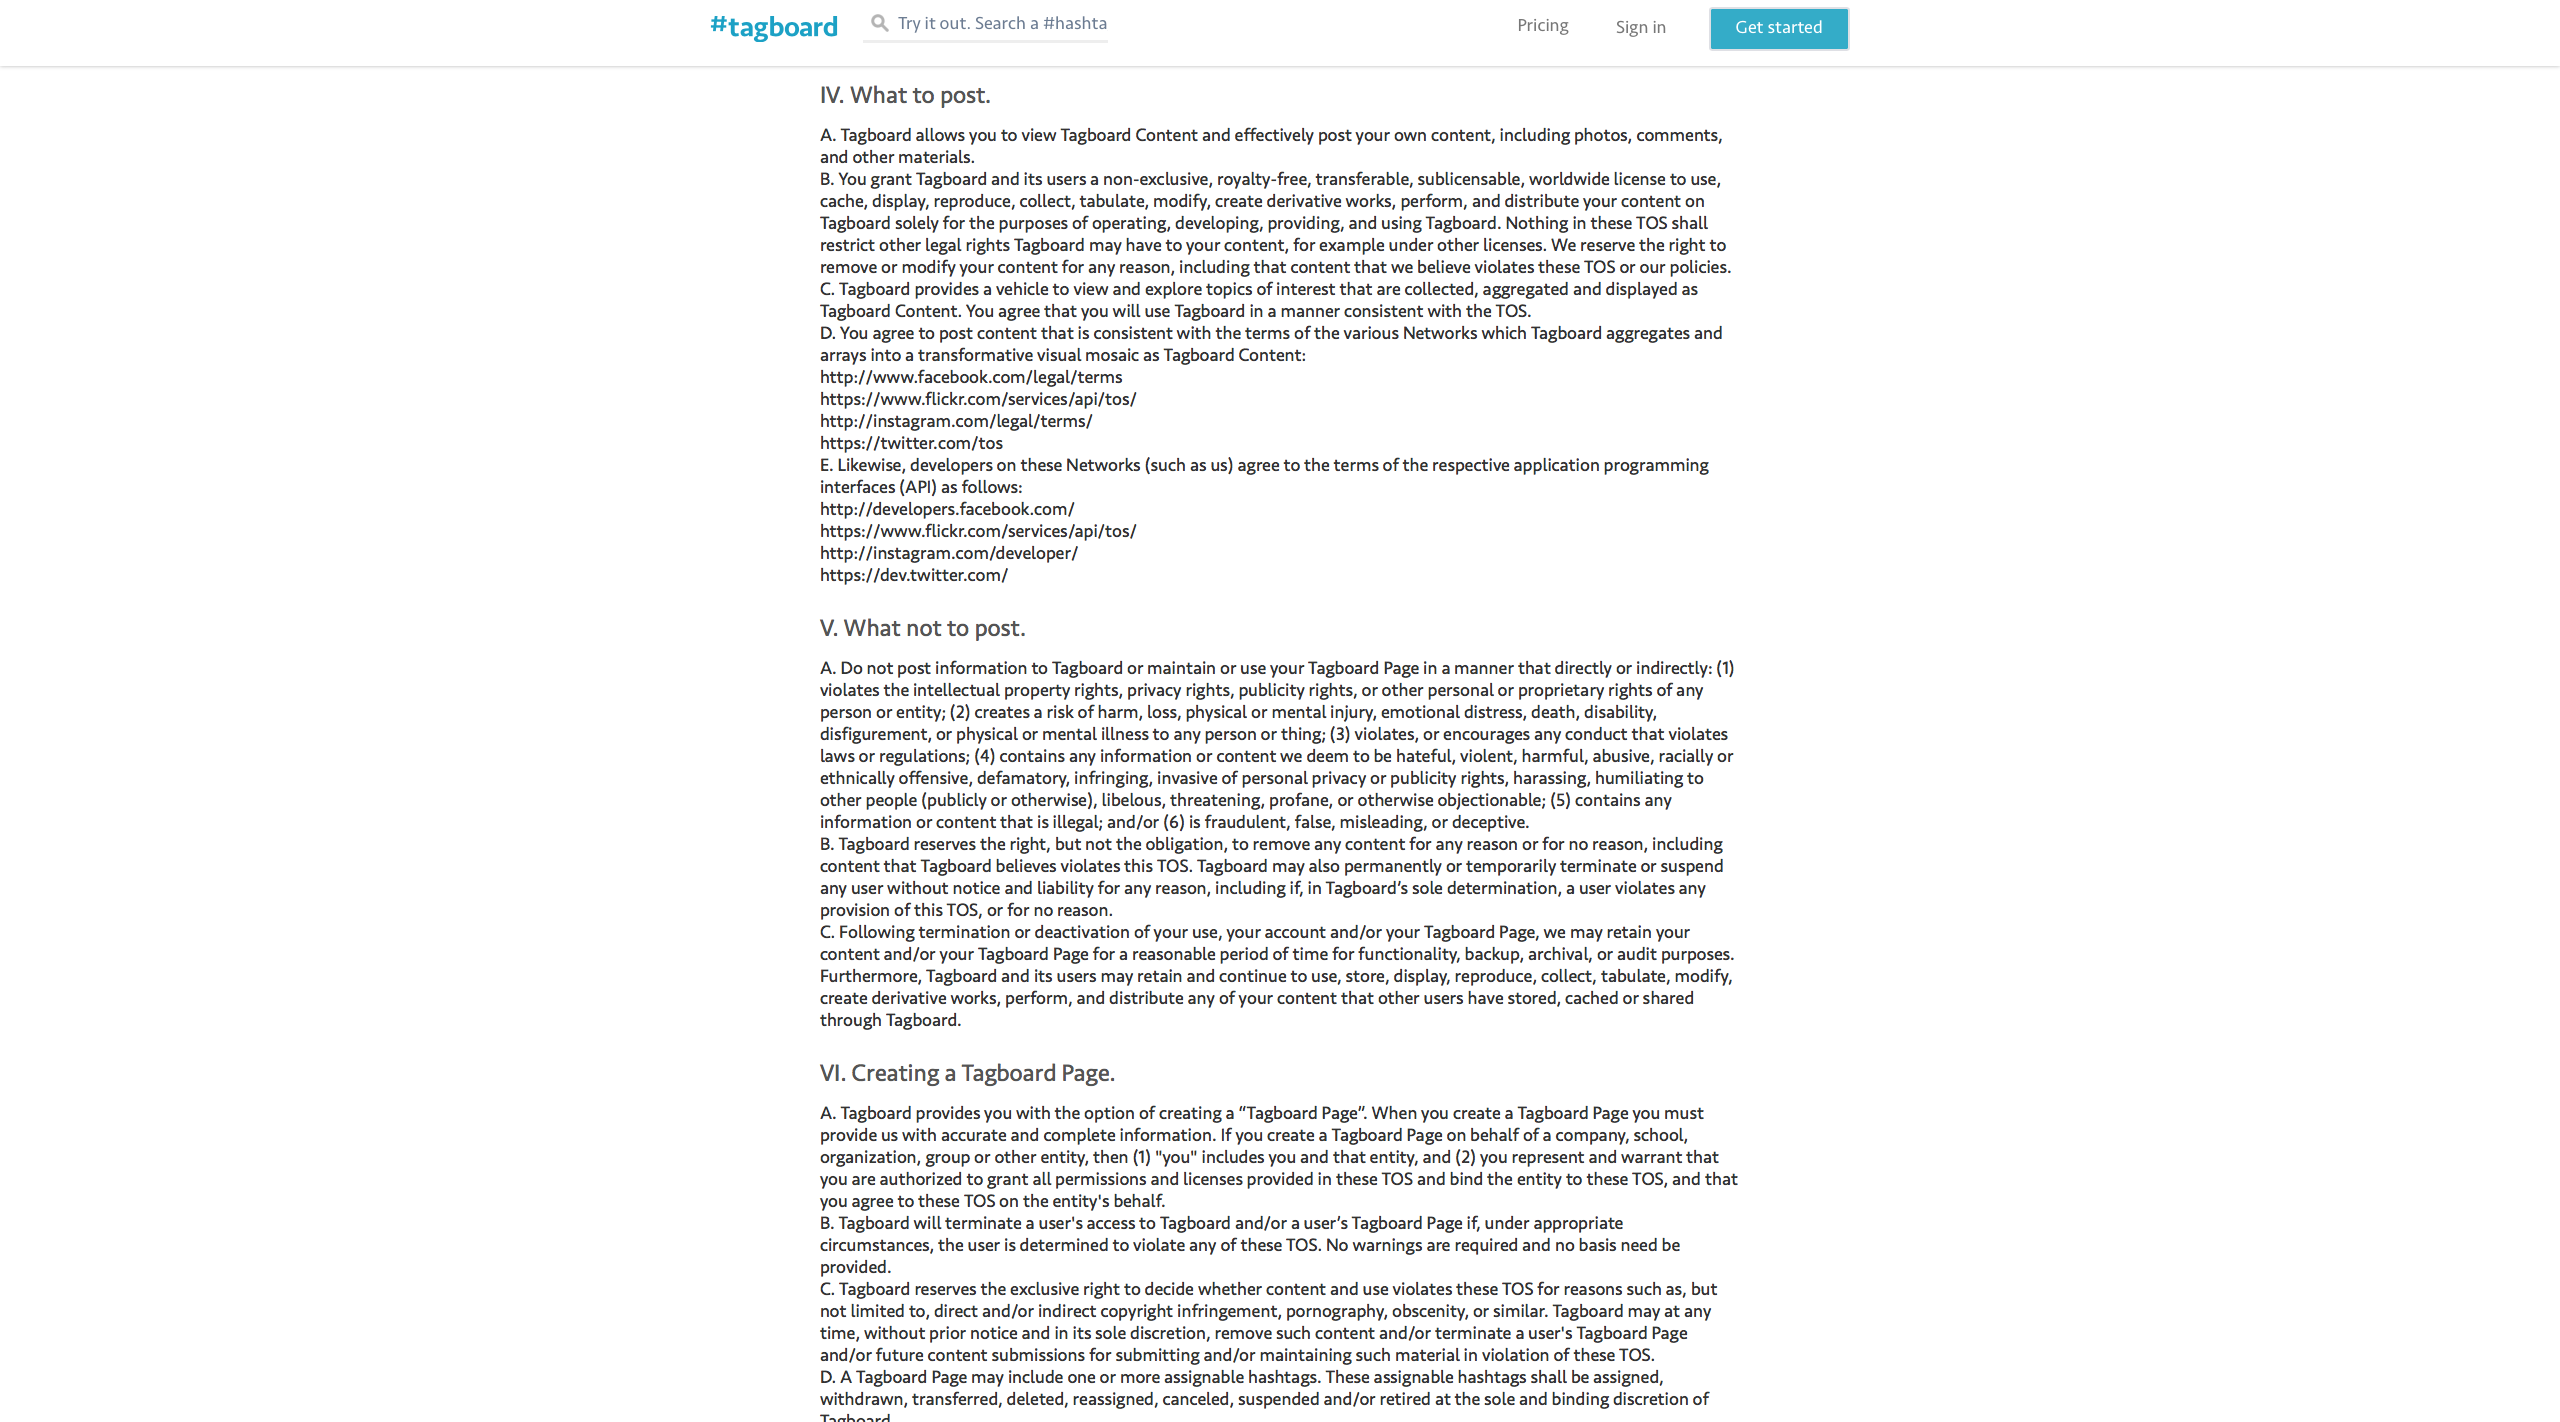 #tagboard
Try it out. Search a #hashta
Pricing
Sign in
Get started
IV. What to post.
A. Tagboard allows you to view Tagboard Content and effectively post your own content, including photos, comments,
and other materials.
B. You grant Tagboard and its users a non-exclusive, royalty-free, transferable, sublicensable, worldwide license to use,
cache, display, reproduce, collect, tabulate, modify, create derivative works, perform, and distribute your content on
Tagboard solely for the purposes of operating, developing, providing, and using Tagboard. Nothing in these TOS shall
restrict other legal rights Tagboard may have to your content, for example under other licenses. We reserve the right to
remove or modify your content for any reason, including that content that we believe violates these TOS or our policies.
C. Tagboard provides a vehicle to view and explore topics of interest that are collected, aggregated and displayed as
Tagboard Content. You agree that you will use Tagboard in a manner consistent with the TOS.
D. You agree to post content that is consistent with the terms of the various Networks which Tagboard aggregates and
arrays into a transformative visual mosaic as Tagboard Content:
http://www.facebook.com/legal/terms
https://www.flickr.com/services/api/tos/
http://instagram.com/legal/terms/
https://twitter.com/tos
E. Likewise, developers on these Networks (such as us) agree to the terms of the respective application programming
interfaces (API) as follows:
http://developers.facebook.com/
https://www.flickr.com/services/api/tos/
http://instagram.com/developer/
https://dev.twitter.com/
V. What not to post.
A. Do not post information to Tagboard or maintain or use your Tagboard Page in a manner that directly or indirectly: (1)
violates the intellectual property rights, privacy rights, publicity rights, or other personal or proprietary rights of any
person or entity; (2) creates a risk of harm, loss, physical or mental injury, emotional distress, death, disability,
disfigurement, or physical or mental illness to any person or thing; (3) violates, or encourages any conduct that violates
laws or regulations; (4) contains any information or content we deem to be hateful, violent, harmful, abusive, racially or
ethnically offensive, defamatory, infringing, invasive of personal privacy or publicity rights, harassing, humiliating to
other people (publicly or otherwise), libelous, threatening, profane, or otherwise objectionable; (5) contains any
information or content that is illegal; and/or (6) is fraudulent, false, misleading, or deceptive.
B. Tagboard reserves the right, but not the obligation, to remove any content for any reason or for no reason, including
content that Tagboard believes violates this TOS. Tagboard may also permanently or temporarily terminate or suspend
any user without notice and liability for any reason, including if, in Tagboard’s sole determination, a user violates any
provision of this TOS, or for no reason.
C. Following termination or deactivation of your use, your account and/or your Tagboard Page, we may retain your
content and/or your Tagboard Page for a reasonable period of time for functionality, backup, archival, or audit purposes.
Furthermore, Tagboard and its users may retain and continue to use, store, display, reproduce, collect, tabulate, modify,
create derivative works, perform, and distribute any of your content that other users have stored, cached or shared
through Tagboard.
VI. Creating a Tagboard Page.
A. Tagboard provides you with the option of creating a “Tagboard Page”. When you create a Tagboard Page you must
provide us with accurate and complete information. If you create a Tagboard Page on behalf of a company, school,
organization, group or other entity, then (1) "you" includes you and that entity, and (2) you represent and warrant that
you are authorized to grant all permissions and licenses provided in these TOS and bind the entity to these TOS, and that
you agree to these TOS on the entity's behalf.
B. Tagboard will terminate a user's access to Tagboard and/or a user’s Tagboard Page if, under appropriate
circumstances, the user is determined to violate any of these TOS. No warnings are required and no basis need be
provided.
C. Tagboard reserves the exclusive right to decide whether content and use violates these TOS for reasons such as, but
not limited to, direct and/or indirect copyright infringement, pornography, obscenity, or similar. Tagboard may at any
time, without prior notice and in its sole discretion, remove such content and/or terminate a user's Tagboard Page
and/or future content submissions for submitting and/or maintaining such material in violation of these TOS.
D. A Tagboard Page may include one or more assignable hashtags. These assignable hashtags shall be assigned,
withdrawn, transferred, deleted, reassigned, canceled, suspended and/or retired at the sole and binding discretion of
Tagboard